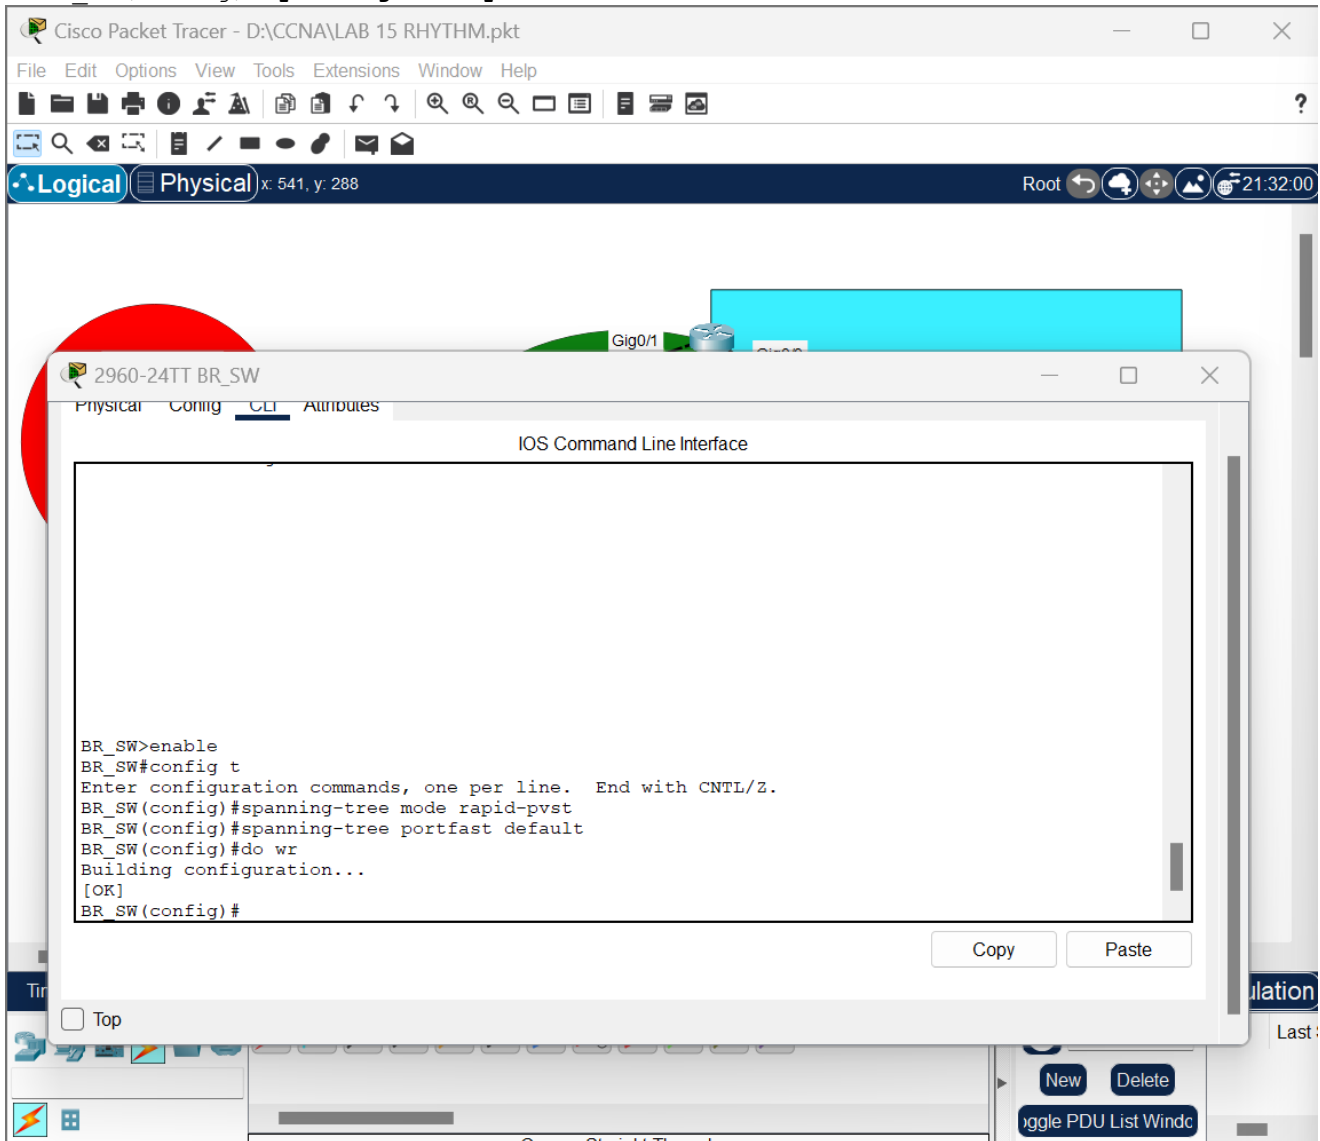 Cisco Packet Tracer - D:\CCNA\LAB 15 RHYTHM.pkt
File Edit Options View Tools Extensions Window Help
?
Logical Physical x: 541, y: 288 Root 21:32:00
Gig0/1
2960-24TT BR_SW
Physical Config CLI Attributes
IOS Command Line Interface
BR_SW>enable
BR_SW#config t
Enter configuration commands, one per line.  End with CNTL/Z.
BR_SW(config)#spanning-tree mode rapid-pvst
BR_SW(config)#spanning-tree portfast default
BR_SW(config)#do wr
Building configuration...
[OK]
BR_SW(config)#
Copy Paste
Top
Last
New Delete